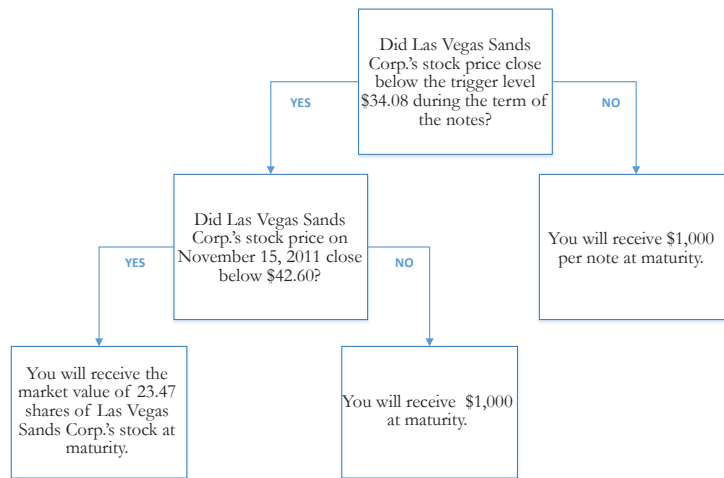 Did Las Vegas Sands
Corp.'s stock price close
below the trigger level
$34.08 during the term of
the notes?
YES
NO
Did Las Vegas Sands
Corp.'s stock price on
November 15, 2011 close
below $42.60?
You will receive $1,000
per note at maturity.
YES
NO
You will receive the
market value of 23.47
shares of Las Vegas
Sands Corp.'s stock at
maturity.
You will receive $1,000
at maturity.